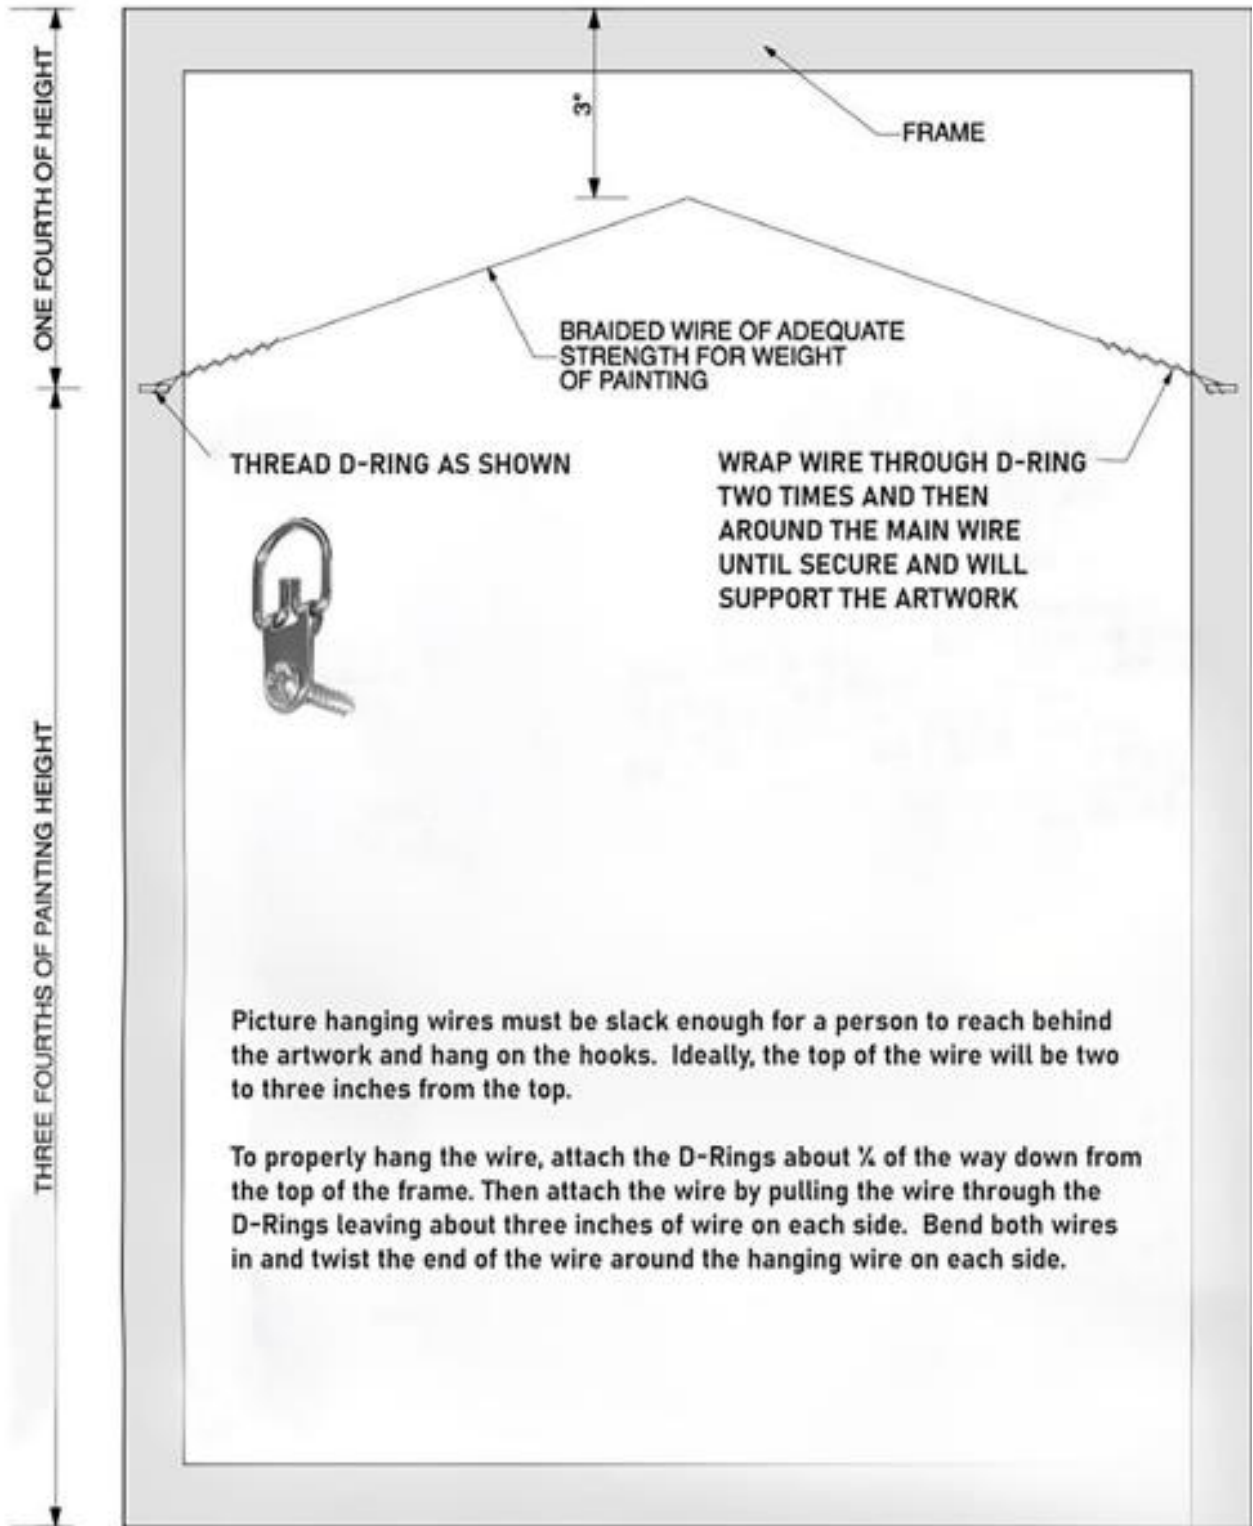 ONE FOURTH OF HEIGHT
3"
FRAME
BRAIDED WIRE OF ADEQUATE
STRENGTH FOR WEIGHT
OF PAINTING
THREAD D-RING AS SHOWN
WRAP WIRE THROUGH D-RING
TWO TIMES AND THEN
AROUND THE MAIN WIRE
UNTIL SECURE AND WILL
SUPPORT THE ARTWORK
THREE FOURTHS OF PAINTING HEIGHT
Picture hanging wires must be slack enough for a person to reach behind
the artwork and hang on the hooks. Ideally, the top of the wire will be two
to three inches from the top.
To properly hang the wire, attach the D-Rings about ¼ of the way down from
the top of the frame. Then attach the wire by pulling the wire through the
D-Rings leaving about three inches of wire on each side. Bend both wires
in and twist the end of the wire around the hanging wire on each side.